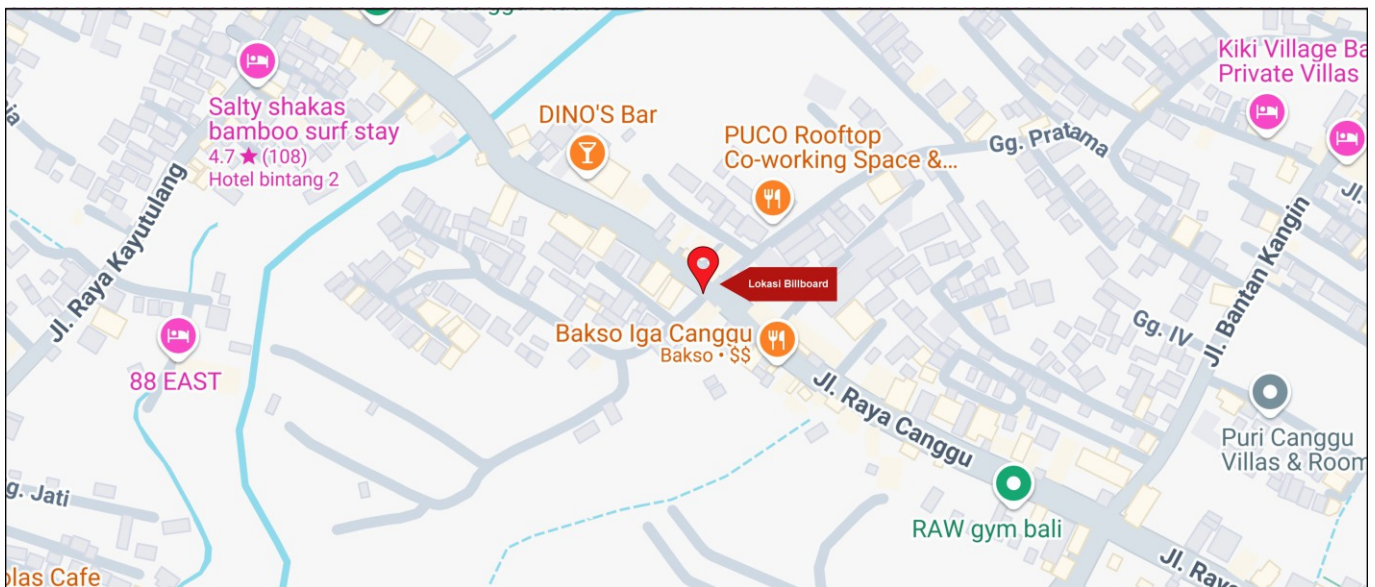 Kiki Village Ba
Private Villas
Salty shakas
bamboo surf stay
4.7 ★ (108)
Hotel bintang 2
DINO'S Bar
PUCO Rooftop
Co-working Space &...
Gg. Pratama
Jl.
Jl. Raya Kayutulang
Lokasi Billboard
Jl. Bantan Kangin
Gg. IV
Bakso Iga Canggu
Bakso • $$
88 EAST
Jl. Raya Canggu
Puri Canggu
Villas & Room
g. Jati
RAW gym bali
Jl. Raya
olas Cafe